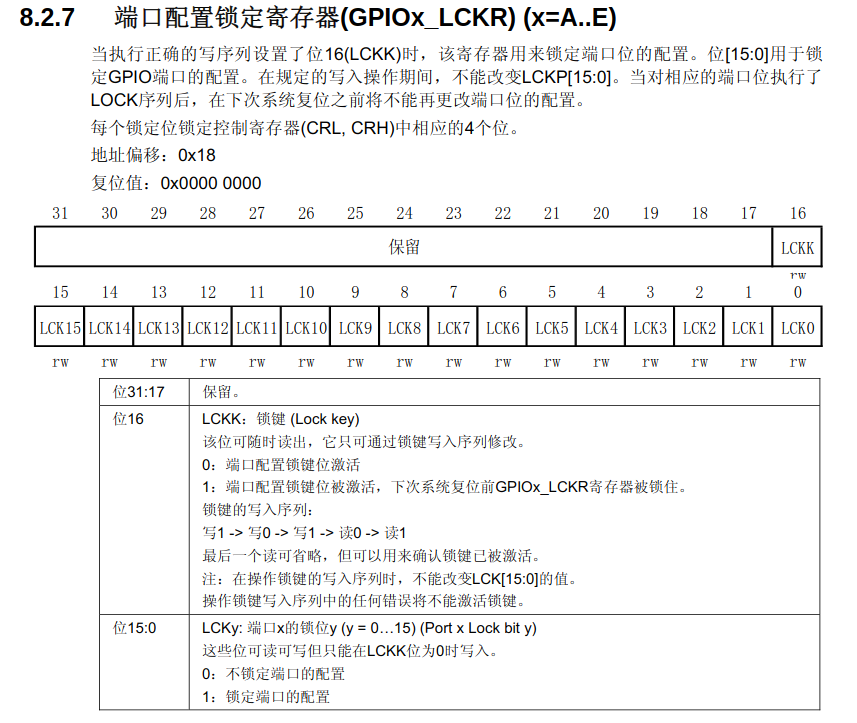 8.2.7 端口配置锁定寄存器(GPIOx_LCKR) (x=A..E)
当执行正确的写序列设置了位16(LCKK)时，该寄存器用来锁定端口位的配置。位[15:0]用于锁
定GPIO端口的配置。在规定的写入操作期间，不能改变LCKP[15:0]。当对相应的端口位执行了
LOCK序列后，在下次系统复位之前将不能再更改端口位的配置。
每个锁定位锁定控制寄存器(CRL, CRH)中相应的4个位。
地址偏移：0x18
复位值：0x0000 0000
31 30 29 28 27 26 25 24 23 22 21 20 19 18 17 16
保留 LCKK
rw
15 14 13 12 11 10 9 8 7 6 5 4 3 2 1 0
LCK15 LCK14 LCK13 LCK12 LCK11 LCK10 LCK9 LCK8 LCK7 LCK6 LCK5 LCK4 LCK3 LCK2 LCK1 LCK0
rw rw rw rw rw rw rw rw rw rw rw rw rw rw rw rw
位31:17 保留。
位16 LCKK：锁键 (Lock key)
该位可随时读出，它只可通过锁键写入序列修改。
0：端口配置锁键位激活
1：端口配置锁键位被激活，下次系统复位前GPIOx_LCKR寄存器被锁住。
锁键的写入序列：
写1 -> 写0 -> 写1 -> 读0 -> 读1
最后一个读可省略，但可以用来确认锁键已被激活。
注：在操作锁键的写入序列时，不能改变LCK[15:0]的值。
操作锁键写入序列中的任何错误将不能激活锁键。
位15:0 LCKy: 端口x的锁位y (y = 0…15) (Port x Lock bit y)
这些位可读可写但只能在LCKK位为0时写入。
0：不锁定端口的配置
1：锁定端口的配置